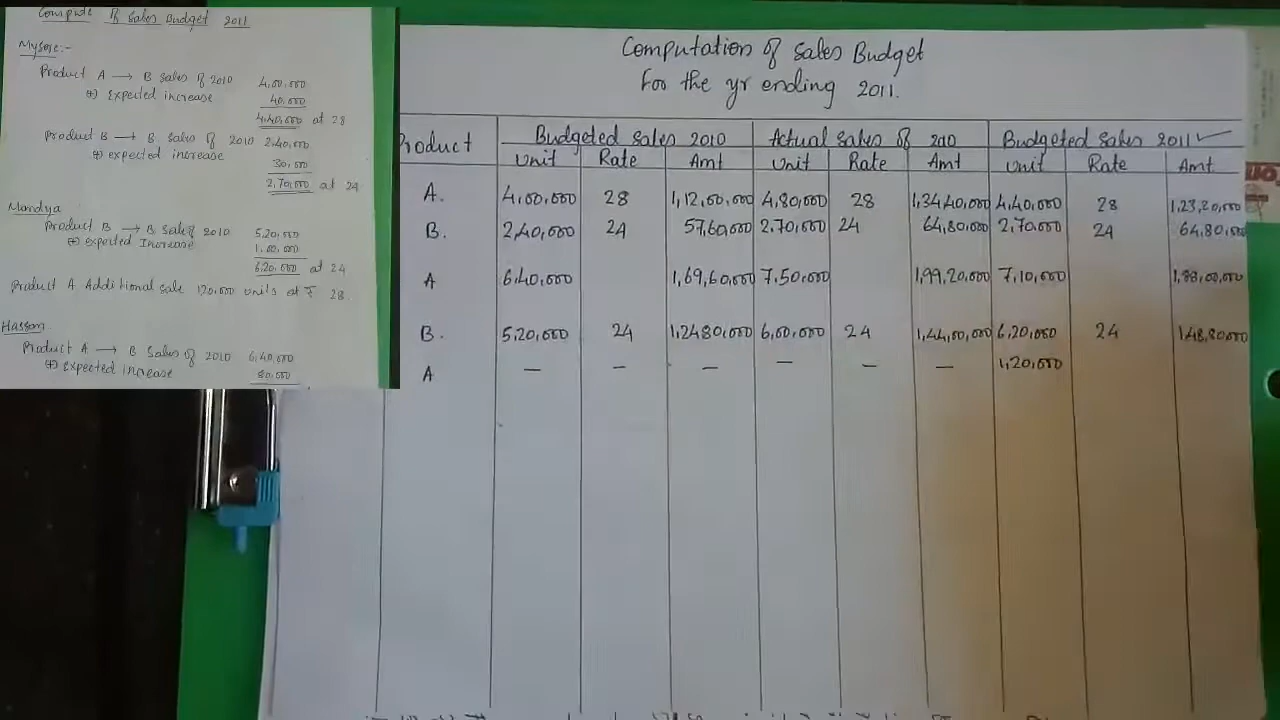 Compute of Sales Budget 2011
Mysore:-
Product A → B Sales of 2010 4,00,000
(+) Expected increase 40,000
4,40,000 at 28
Product B → B. Sales of 2010 2,40,000
(+) expected increase 30,000
2,70,000 at 24
Mandya
Product B → B Sales of 2010 5,20,000
(+) Expected Increase 1,00,000
6,20,000 at 24
Product A Additional sale 120,000 units at ₹ 28.
Hassan
Product A → B Sales of 2010 6,40,000
(+) Expected increase
Computation of Sales Budget
For the yr ending 2011.
Product Budgeted Sales 2010 Actual Sales of 2010 Budgeted Sales 2011 ✓
Unit Rate Amt Unit Rate Amt Unit Rate Amt
A. 4,00,000 28 1,12,00,000 4,80,000 28 1,34,40,000 4,40,000 28 1,23,20,000
B. 2,40,000 24 57,60,000 2,70,000 24 64,80,000 2,70,000 24 64,80,000
A 6,40,000 1,69,60,000 7,50,000 1,99,20,000 7,10,000 1,88,00,000
B. 5,20,000 24 1,24,80,000 6,00,000 24 1,44,00,000 6,20,000 24 1,48,80,000
A — — — — — — 1,20,000